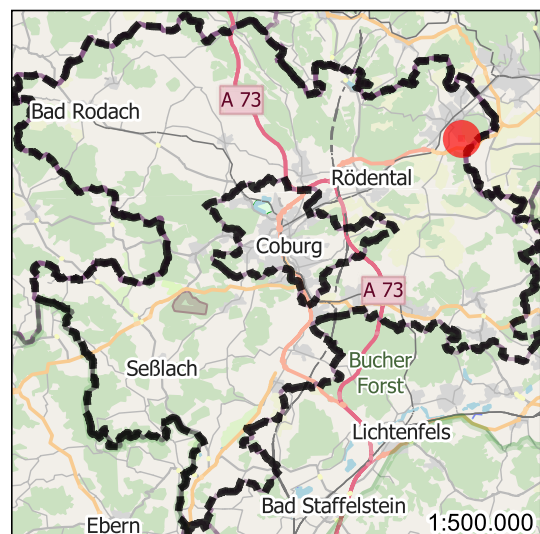 A 73
Bad Rodach
Rödental
Coburg
A 73
Bucher
Forst
Seßlach
Lichtenfels
Bad Staffelstein
Ebern
1:500.000